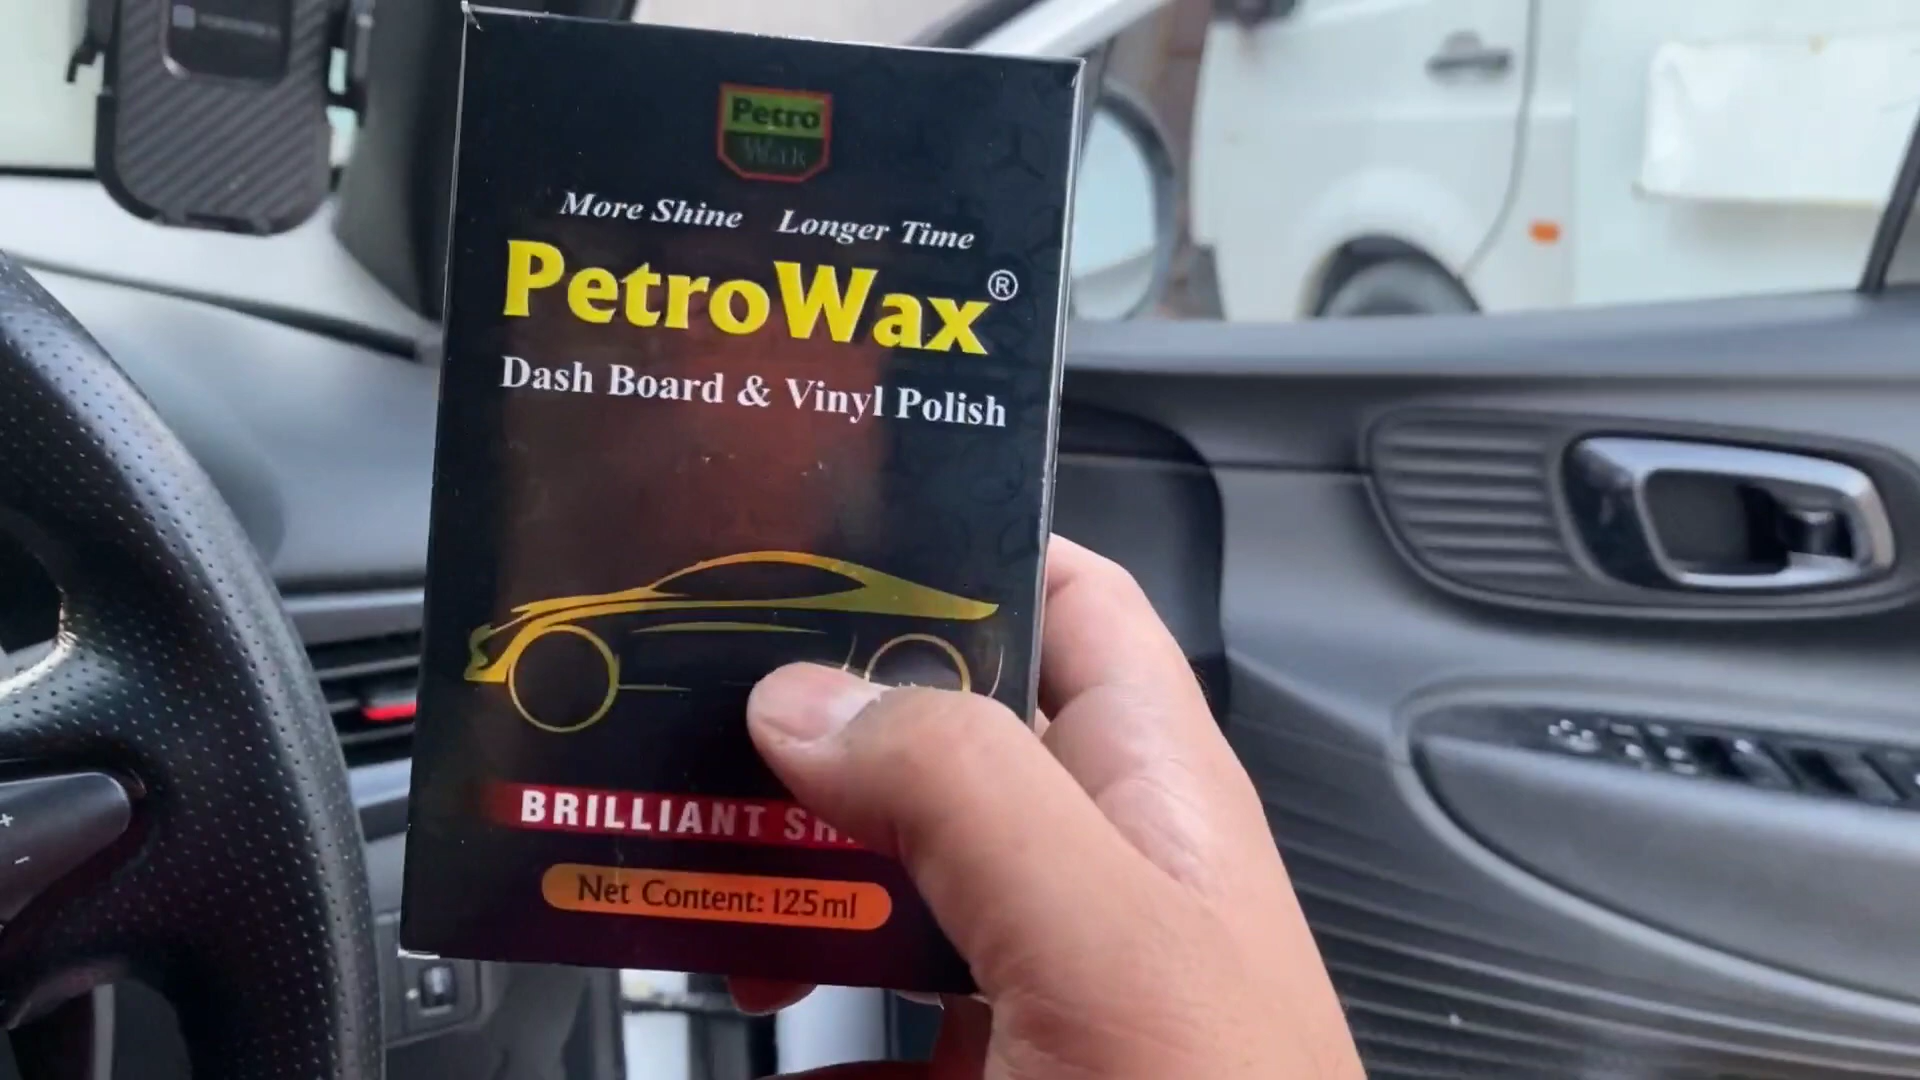 Petro
Wax
More Shine Longer Time
PetroWax®
Dash Board & Vinyl Polish
BRILLIANT
Net Content: 125ml
+
-